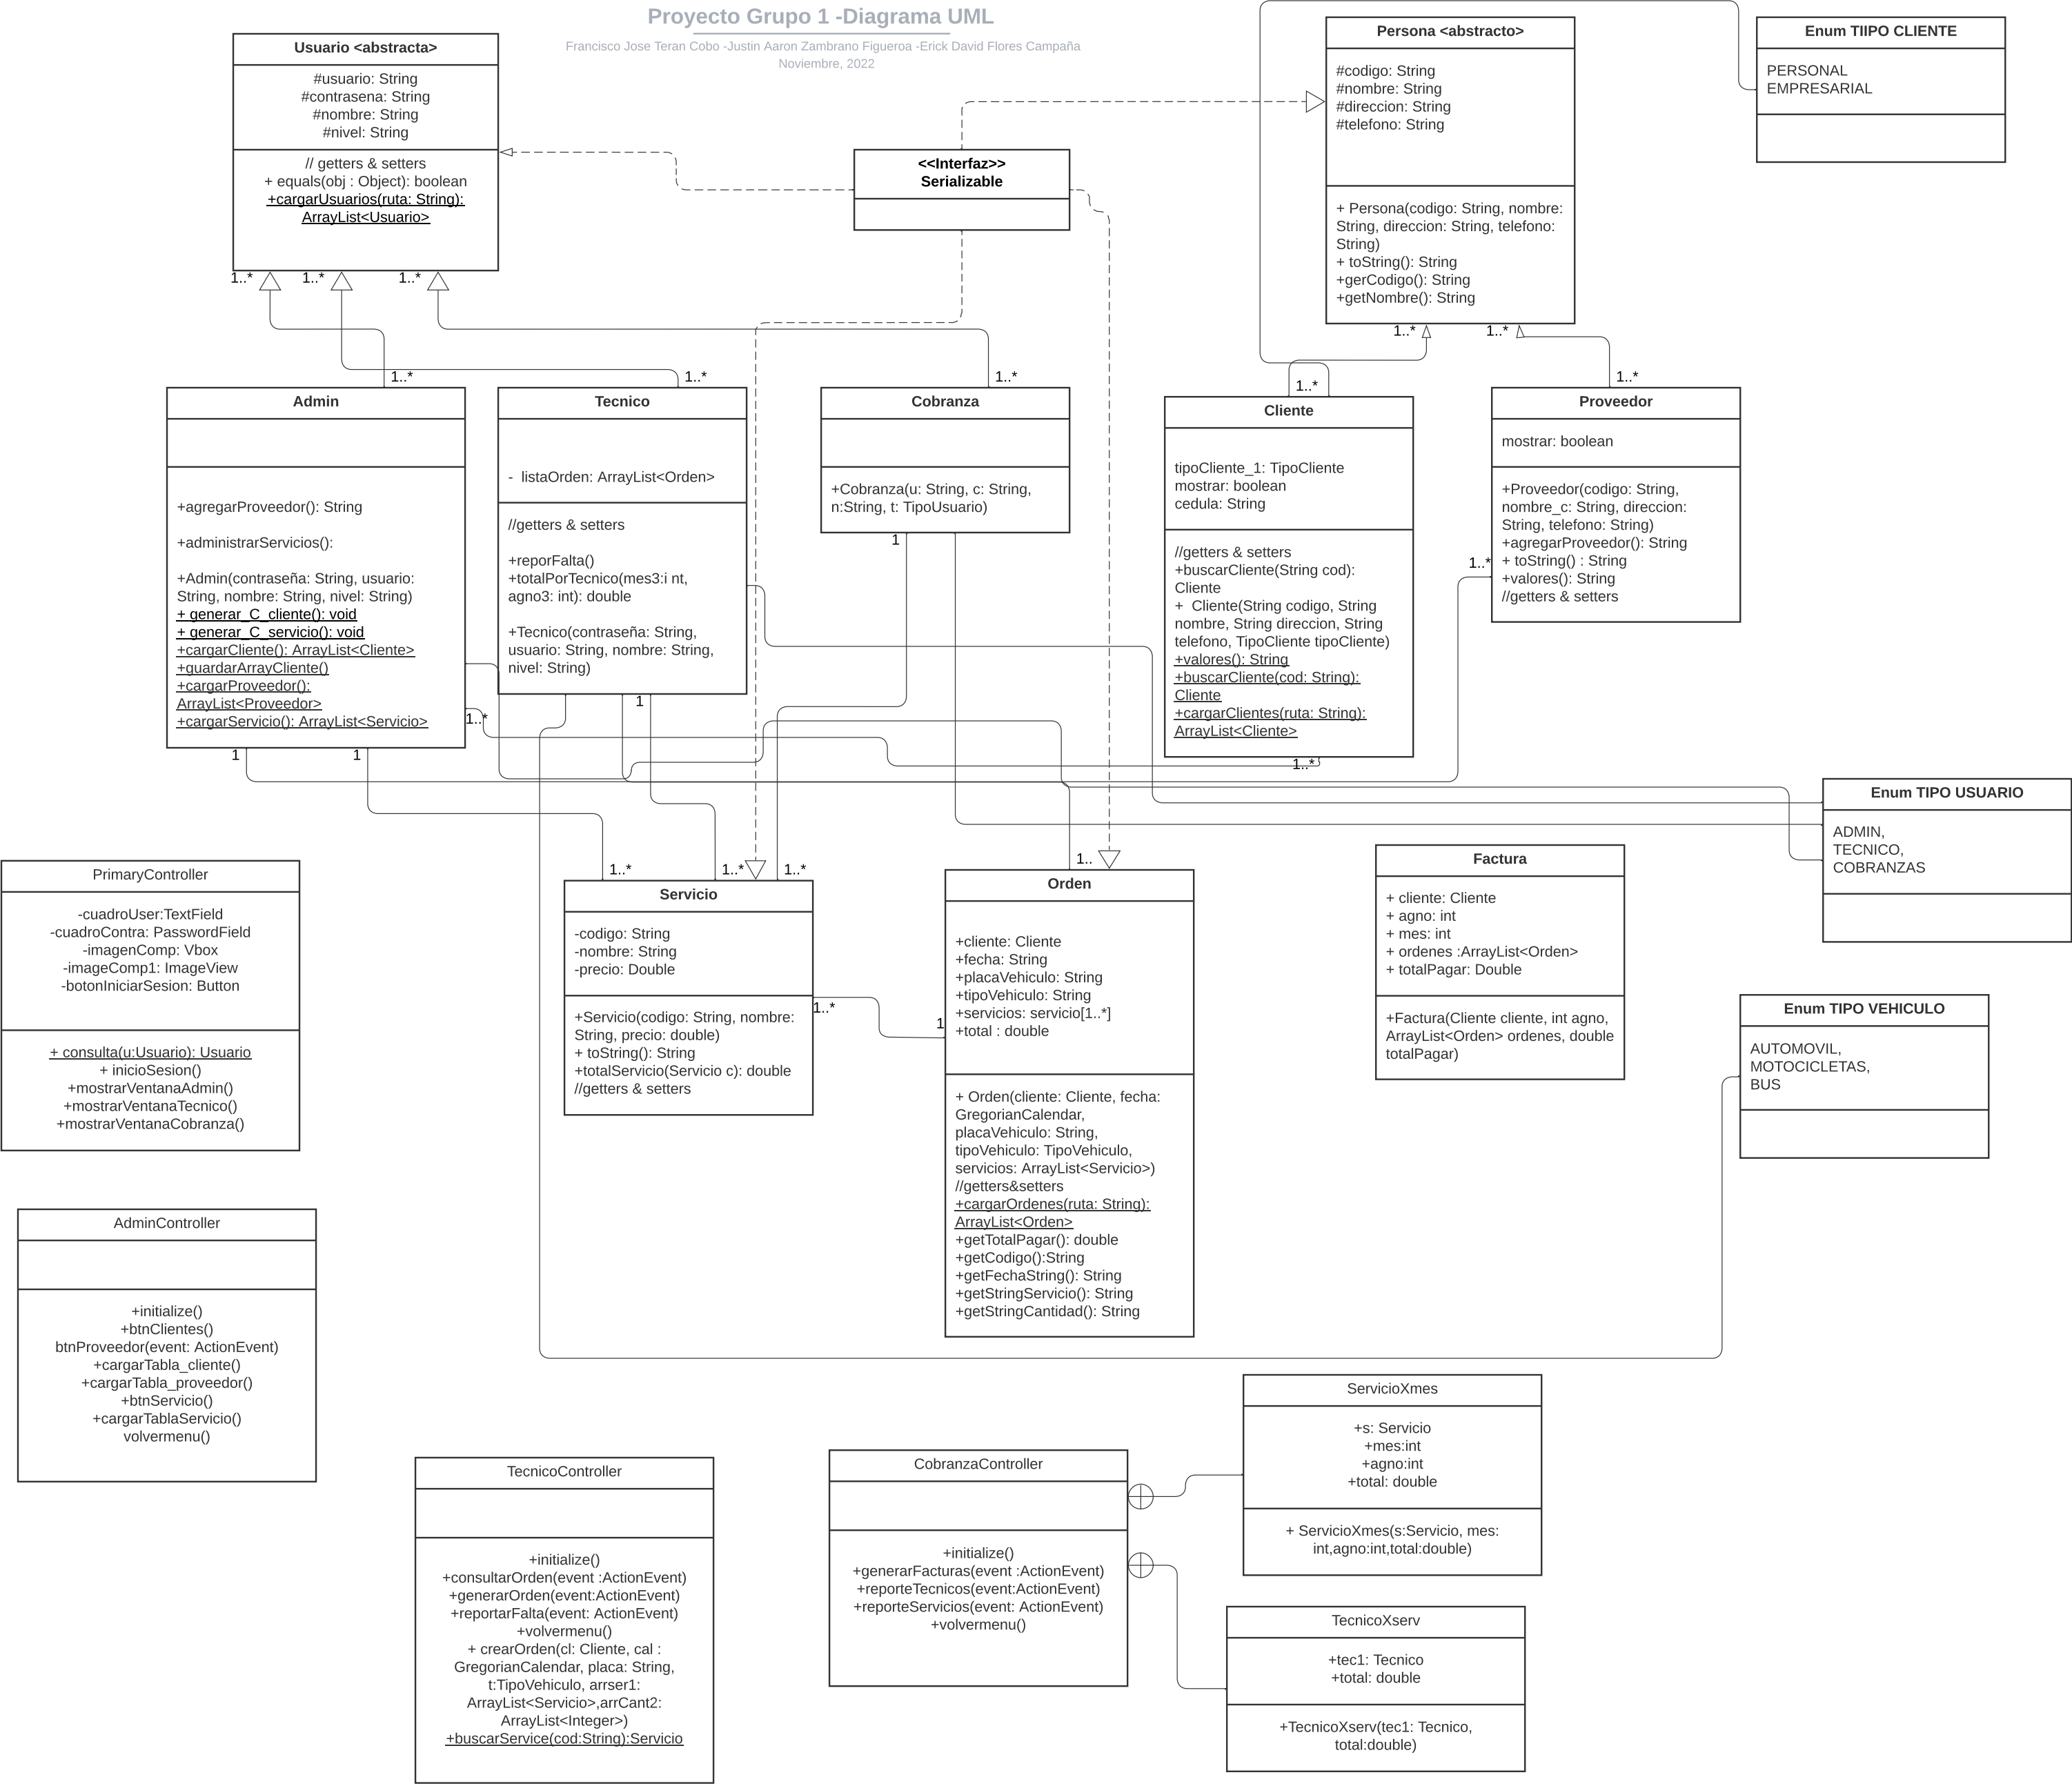 Proyecto Grupo 1 -Diagrama UML
Francisco Jose Teran Cobo -Justin Aaron Zambrano Figueroa -Erick David Flores Campaña
Noviembre, 2022
Usuario <abstracta>
#usuario: String
#contrasena: String
#nombre: String
#nivel: String
// getters & setters
+ equals(obj : Object): boolean
+cargarUsuarios(ruta: String):
ArrayList<Usuario>
1..*
1..*
1..*
<<Interfaz>>
Serializable
Persona <abstracto>
#codigo: String
#nombre: String
#direccion: String
#telefono: String
+ Persona(codigo: String, nombre:
String, direccion: String, telefono:
String)
+ toString(): String
+gerCodigo(): String
+getNombre(): String
1..*
1..*
Enum TIIPO CLIENTE
PERSONAL
EMPRESARIAL
1..*
Admin
+agregarProveedor(): String
+administrarServicios():
+Admin(contraseña: String, usuario:
String, nombre: String, nivel: String)
+ generar_C_cliente(): void
+ generar_C_servicio(): void
+cargarCliente(): ArrayList<Cliente>
+guardarArrayCliente()
+cargarProveedor():
ArrayList<Proveedor>
+cargarServicio(): ArrayList<Servicio>
1..*
1
1
1..*
Tecnico
- listaOrden: ArrayList<Orden>
//getters & setters
+reporFalta()
+totalPorTecnico(mes3:i nt,
agno3: int): double
+Tecnico(contraseña: String,
usuario: String, nombre: String,
nivel: String)
1
1..*
Cobranza
+Cobranza(u: String, c: String,
n:String, t: TipoUsuario)
1
1..*
Cliente
tipoCliente_1: TipoCliente
mostrar: boolean
cedula: String
//getters & setters
+buscarCliente(String cod):
Cliente
+ Cliente(String codigo, String
nombre, String direccion, String
telefono, TipoCliente tipoCliente)
+valores(): String
+buscarCliente(cod: String):
Cliente
+cargarClientes(ruta: String):
ArrayList<Cliente>
1..*
1..*
Proveedor
mostrar: boolean
+Proveedor(codigo: String,
nombre_c: String, direccion:
String, telefono: String)
+agregarProveedor(): String
+ toString() : String
+valores(): String
//getters & setters
1..*
Enum TIPO USUARIO
ADMIN,
TECNICO,
COBRANZAS
PrimaryController
-cuadroUser:TextField
-cuadroContra: PasswordField
-imagenComp: Vbox
-imageComp1: ImageView
-botonIniciarSesion: Button
+ consulta(u:Usuario): Usuario
+ inicioSesion()
+mostrarVentanaAdmin()
+mostrarVentanaTecnico()
+mostrarVentanaCobranza()
1..*
1..*
1..*
Servicio
-codigo: String
-nombre: String
-precio: Double
+Servicio(codigo: String, nombre:
String, precio: double)
+ toString(): String
+totalServicio(Servicio c): double
//getters & setters
1..*
1
1..
Orden
+cliente: Cliente
+fecha: String
+placaVehiculo: String
+tipoVehiculo: String
+servicios: servicio[1..*]
+total : double
+ Orden(cliente: Cliente, fecha:
GregorianCalendar,
placaVehiculo: String,
tipoVehiculo: TipoVehiculo,
servicios: ArrayList<Servicio>)
//getters&setters
+cargarOrdenes(ruta: String):
ArrayList<Orden>
+getTotalPagar(): double
+getCodigo():String
+getFechaString(): String
+getStringServicio(): String
+getStringCantidad(): String
Factura
+ cliente: Cliente
+ agno: int
+ mes: int
+ ordenes :ArrayList<Orden>
+ totalPagar: Double
+Factura(Cliente cliente, int agno,
ArrayList<Orden> ordenes, double
totalPagar)
Enum TIPO VEHICULO
AUTOMOVIL,
MOTOCICLETAS,
BUS
AdminController
+initialize()
+btnClientes()
btnProveedor(event: ActionEvent)
+cargarTabla_cliente()
+cargarTabla_proveedor()
+btnServicio()
+cargarTablaServicio()
volvermenu()
TecnicoController
+initialize()
+consultarOrden(event :ActionEvent)
+generarOrden(event:ActionEvent)
+reportarFalta(event: ActionEvent)
+volvermenu()
+ crearOrden(cl: Cliente, cal :
GregorianCalendar, placa: String,
t:TipoVehiculo, arrser1:
ArrayList<Servicio>,arrCant2:
ArrayList<Integer>)
+buscarService(cod:String):Servicio
CobranzaController
+initialize()
+generarFacturas(event :ActionEvent)
+reporteTecnicos(event:ActionEvent)
+reporteServicios(event: ActionEvent)
+volvermenu()
ServicioXmes
+s: Servicio
+mes:int
+agno:int
+total: double
+ ServicioXmes(s:Servicio, mes:
int,agno:int,total:double)
TecnicoXserv
+tec1: Tecnico
+total: double
+TecnicoXserv(tec1: Tecnico,
total:double)